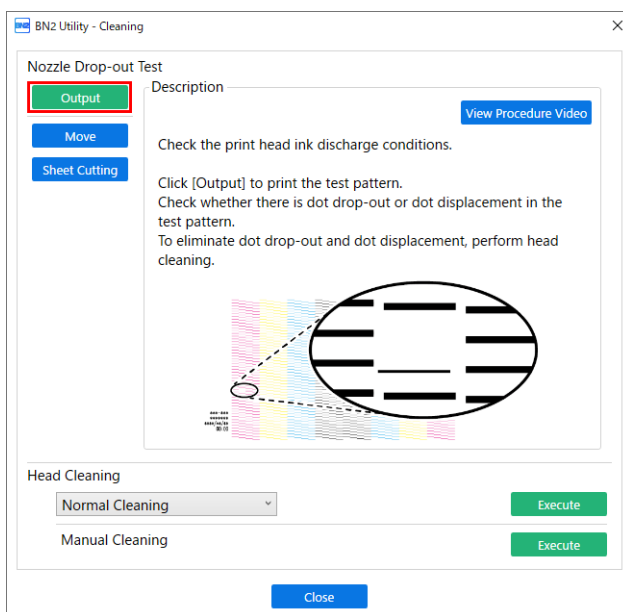 BN2 Utility - Cleaning
Nozzle Drop-out Test
Output
Move
Sheet Cutting
Description
View Procedure Video
Check the print head ink discharge conditions.
Click [Output] to print the test pattern.
Check whether there is dot drop-out or dot displacement in the
test pattern.
To eliminate dot drop-out and dot displacement, perform head
cleaning.
Head Cleaning
Normal Cleaning
Execute
Manual Cleaning
Execute
Close